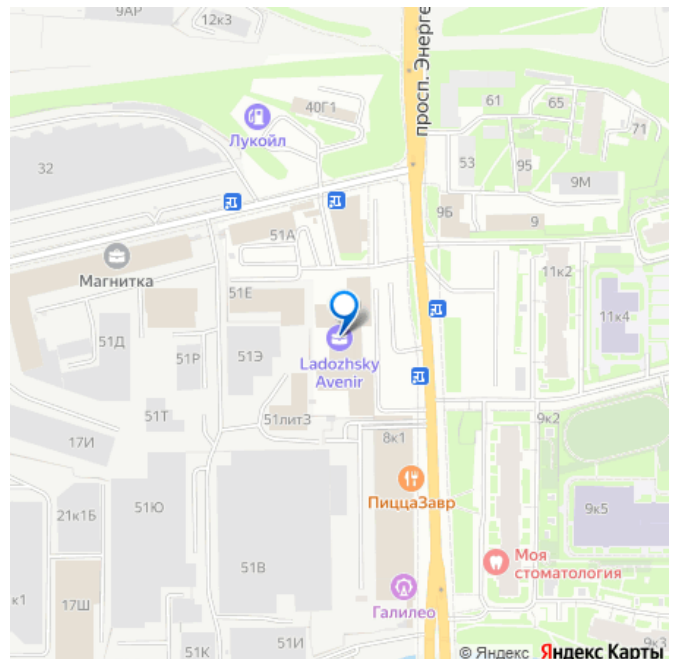 9АР
12к3
просп. Энерге
40Г1
Лукойл
61
65
71
32
53
95
9М
9Б
9
51А
Магнитка
11к2
51Е
11к4
51Д
51Р
51Э
Ladozhsky
Avenir
51Т
51лит3
9к2
17И
8к1
ПиццаЗавр
51Ю
21к1Б
9к5
51В
Моя
стоматология
к1
17Ш
Галилео
51К
51И
9к3
© Яндекс Яндекс Карты